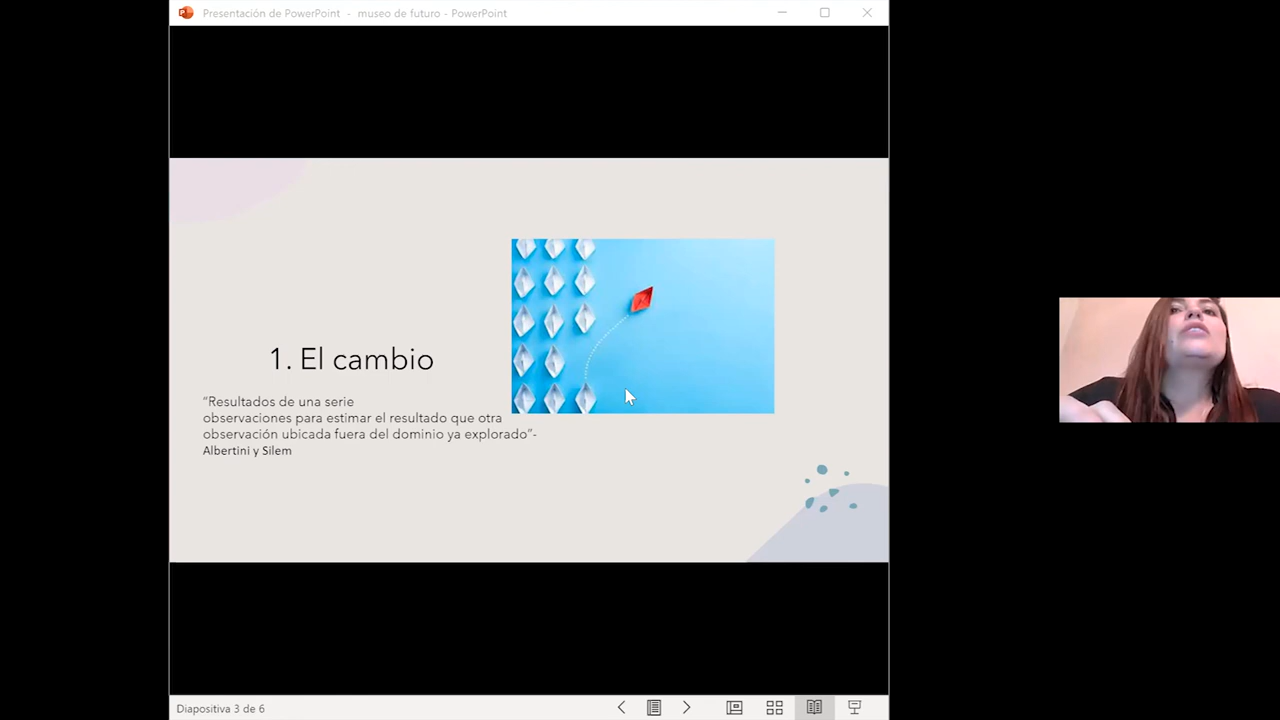 Presentación de PowerPoint - museo de futuro - PowerPoint
1. El cambio
“Resultados de una serie
observaciones para estimar el resultado que otra
observación ubicada fuera del dominio ya explorado”-
Albertini y Silem
Diapositiva 3 de 6